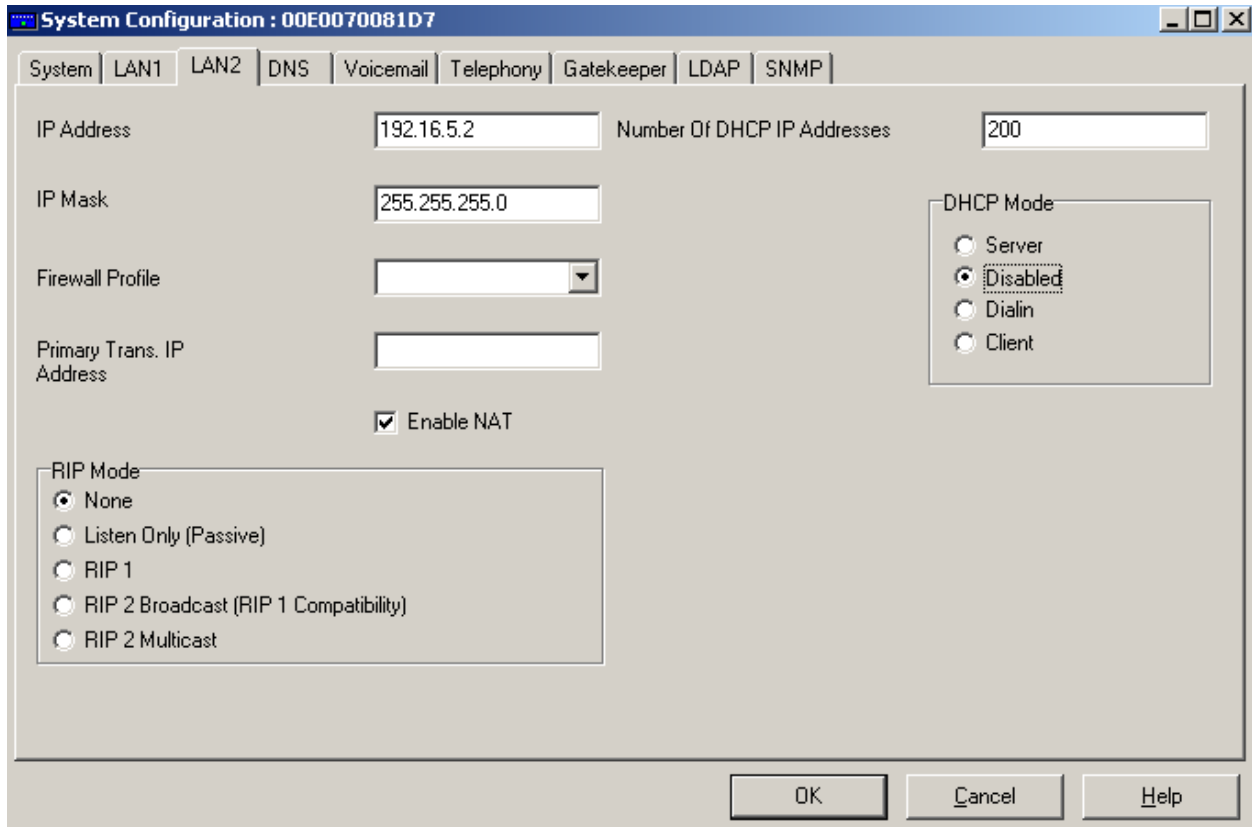 System Configuration : 00E0070081D7
System LAN1 LAN2 DNS Voicemail Telephony Gatekeeper LDAP SNMP
IP Address 192.16.5.2 Number Of DHCP IP Addresses 200
IP Mask 255.255.255.0
DHCP Mode
Server
Disabled
Dialin
Client
Firewall Profile
Primary Trans. IP
Address
Enable NAT
RIP Mode
None
Listen Only (Passive)
RIP 1
RIP 2 Broadcast (RIP 1 Compatibility)
RIP 2 Multicast
OK Cancel Help